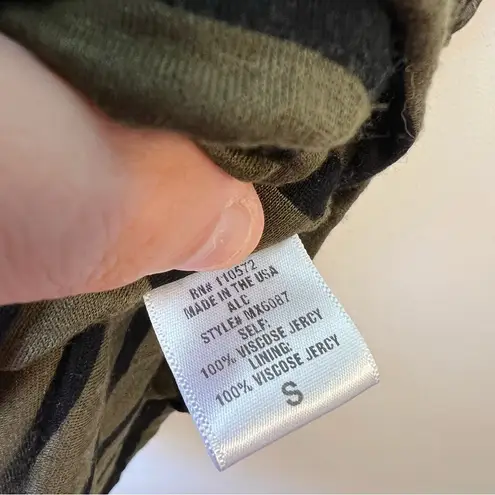 RN# 110572
MADE IN THE USA
ALC
STYLE# MX6087
SELF:
100% VISCOSE JERCY
LINING:
100% VISCOSE JERCY
S